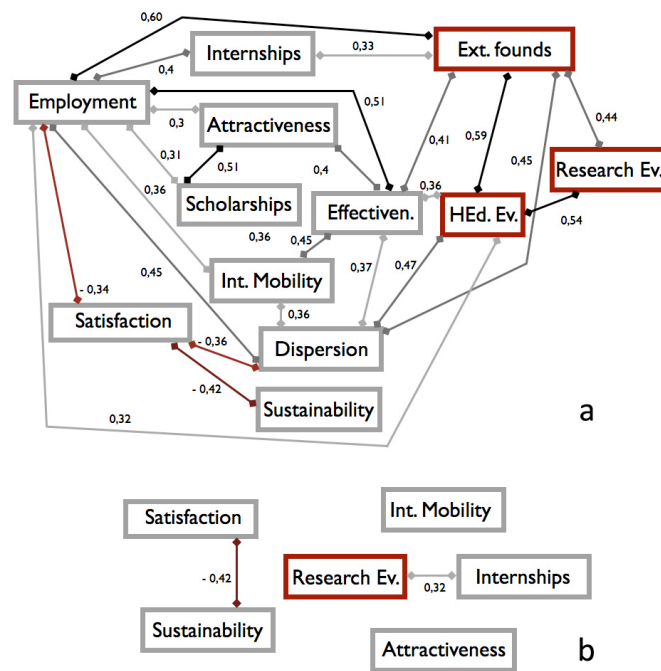 0,60
Internships
0,33
Ext. founds
0,4
Employment
0,51
0,3
Attractiveness
0,41
0,59
0,45
0,44
0,31
0,51
0,4
Research Ev.
0,36
Scholarships
Effectiven.
0,36
HEd. Ev.
0,54
0,36
0,45
Int. Mobility
0,37
0,47
0,45
- 0,34
Satisfaction
0,36
- 0,36
Dispersion
- 0,42
Sustainability
0,32
a
Satisfaction
Int. Mobility
- 0,42
Research Ev.
0,32
Internships
Sustainability
Attractiveness
b